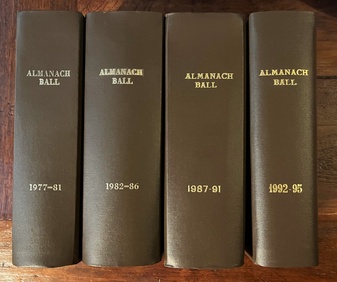 ALMANACH
BALL
1977-81
ALMANACH
BALL
1982-86
ALMANACH
BALL
1987-91
ALMANACH
BALL
1992-95